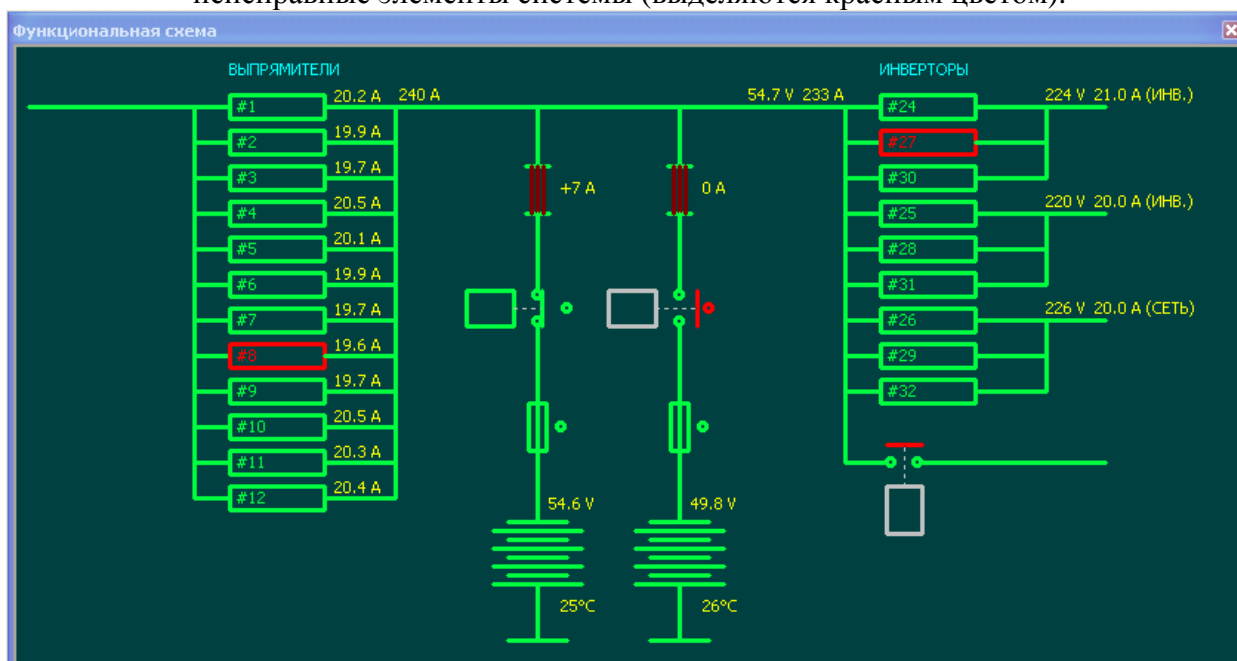 неисправные элементы системы (выделяются красным цветом).
Функциональная схема
ВЫПРЯМИТЕЛИ
ИНВЕРТОРЫ
#1 20.2 A 240 A
#2 19.9 A
#3 19.7 A
#4 20.5 A
#5 20.1 A
#6 19.9 A
#7 19.7 A
#8 19.6 A
#9 19.7 A
#10 20.5 A
#11 20.3 A
#12 20.4 A
+7 A
0 A
54.6 V
49.8 V
25°C
26°C
54.7 V 233 A
#24 224 V 21.0 A (ИНВ.)
#27
#30
#25 220 V 20.0 A (ИНВ.)
#28
#31
#26 226 V 20.0 A (СЕТЬ)
#29
#32